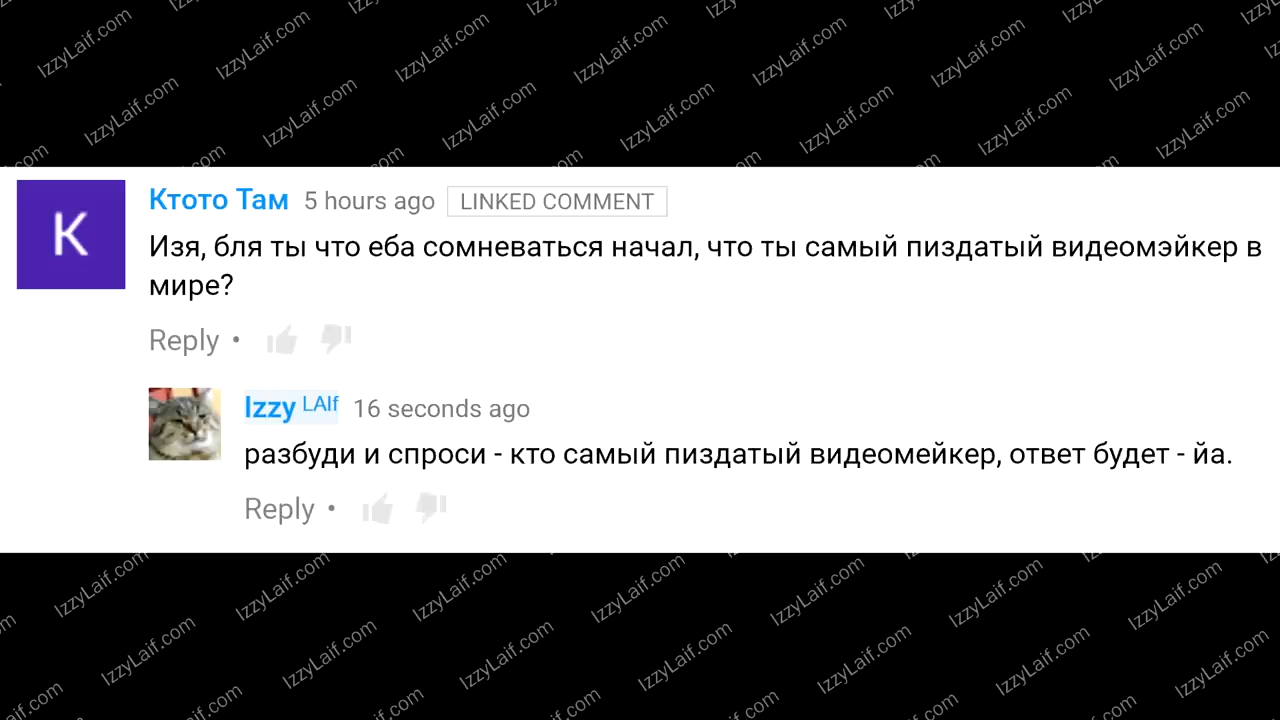 Ктото Там 5 hours ago LINKED COMMENT
Изя, бля ты что еба сомневаться начал, что ты самый пиздатый видеомэйкер в
мире?
Reply •
Izzy LAIf 16 seconds ago
разбуди и спроси - кто самый пиздатый видеомейкер, ответ будет - йа.
Reply •
K
IzzyLaif.com